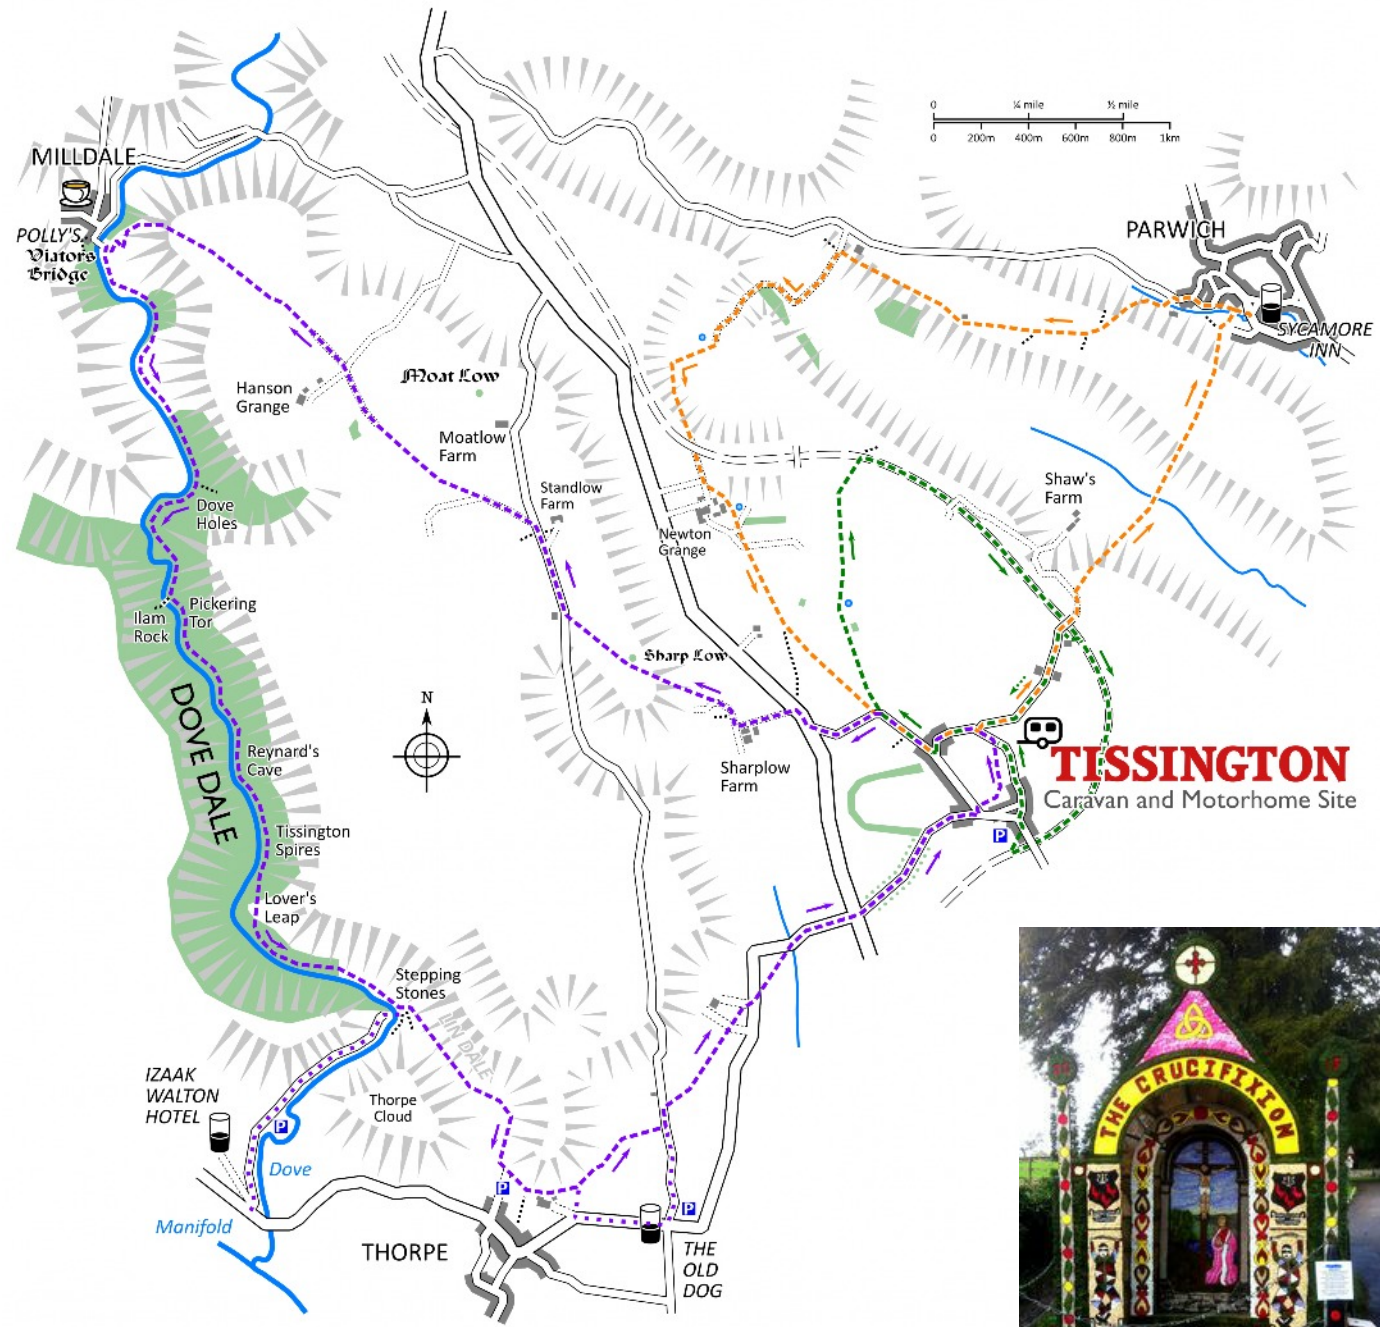 0 ¼ mile ½ mile
0 200m 400m 600m 800m 1km
MILLDALE
POLLY'S
Viator's
Bridge
PARWICH
SYCAMORE
INN
Hanson
Grange
Moat Low
Moatlow
Farm
Standlow
Farm
Shaw's
Farm
Dove
Holes
Newton
Grange
Ilam
Rock
Pickering
Tor
Sharp Low
N
DOVE DALE
Reynard's
Cave
Sharplow
Farm
TISSINGTON
Caravan and Motorhome Site
P
Tissington
Spires
Lover's
Leap
Stepping
Stones
LIN DALE
IZAAK
WALTON
HOTEL
Thorpe
Cloud
P
Dove
Manifold
P
P
THORPE
THE
OLD
DOG
THE CRUCIFIXION